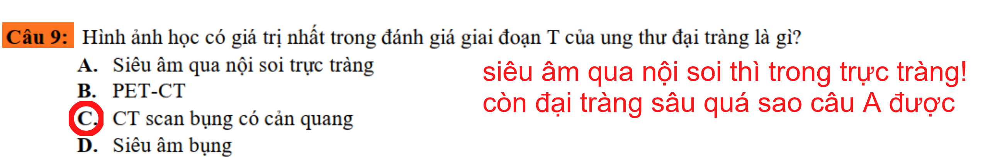 Câu 9: Hình ảnh học có giá trị nhất trong đánh giá giai đoạn T của ung thư đại tràng là gì?
A. Siêu âm qua nội soi trực tràng
B. PET-CT
C. CT scan bụng có cản quang
D. Siêu âm bụng
siêu âm qua nội soi thì trong trực tràng!
còn đại tràng sâu quá sao câu A được